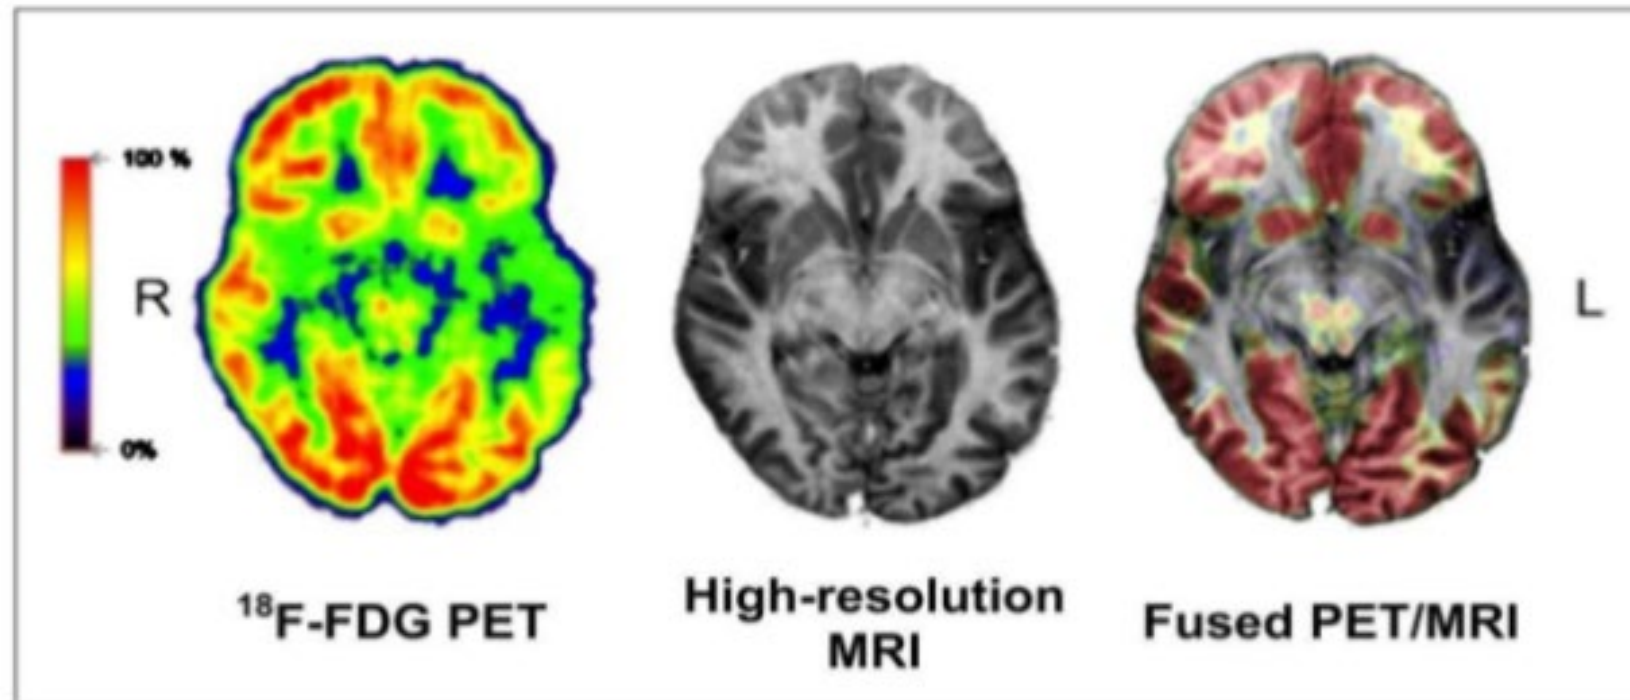 100 %
R
0%
L
¹⁸F-FDG PET
High-resolution
MRI
Fused PET/MRI